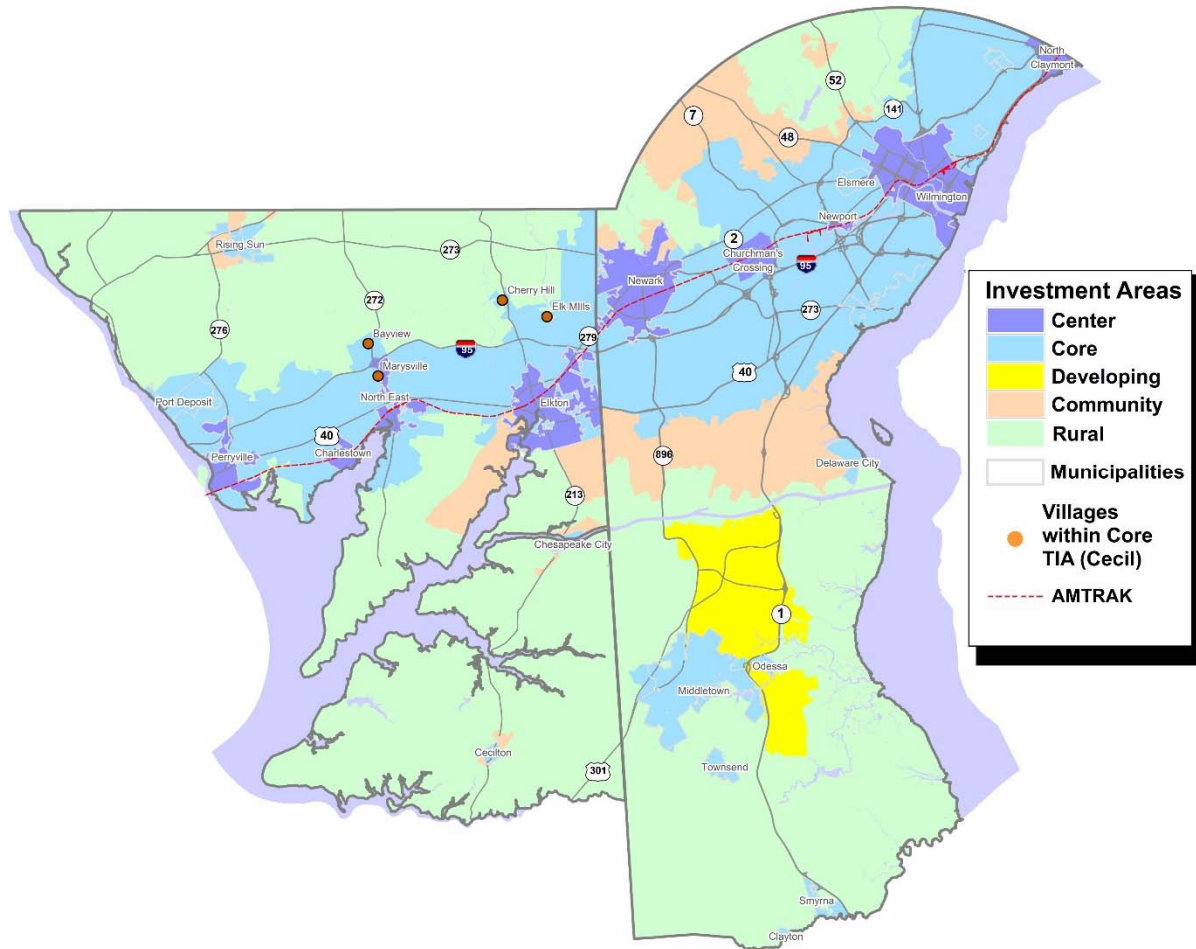 North
Claymont
52
141
7
48
Elsmere
Wilmington
Newport
2
Churchman's
Crossing
95
Newark
273
Rising Sun
273
Cherry Hill
Elk MIlls
272
276
279
Bayview
95
Marysville
40
Port Deposit
North East
Elkton
40
Charlestown
Perryville
896
Delaware City
213
Chesapeake City
1
Odessa
Middletown
Cecilton
Townsend
301
Smyrna
Clayton
Investment Areas
Center
Core
Developing
Community
Rural
Municipalities
Villages
within Core
TIA (Cecil)
AMTRAK